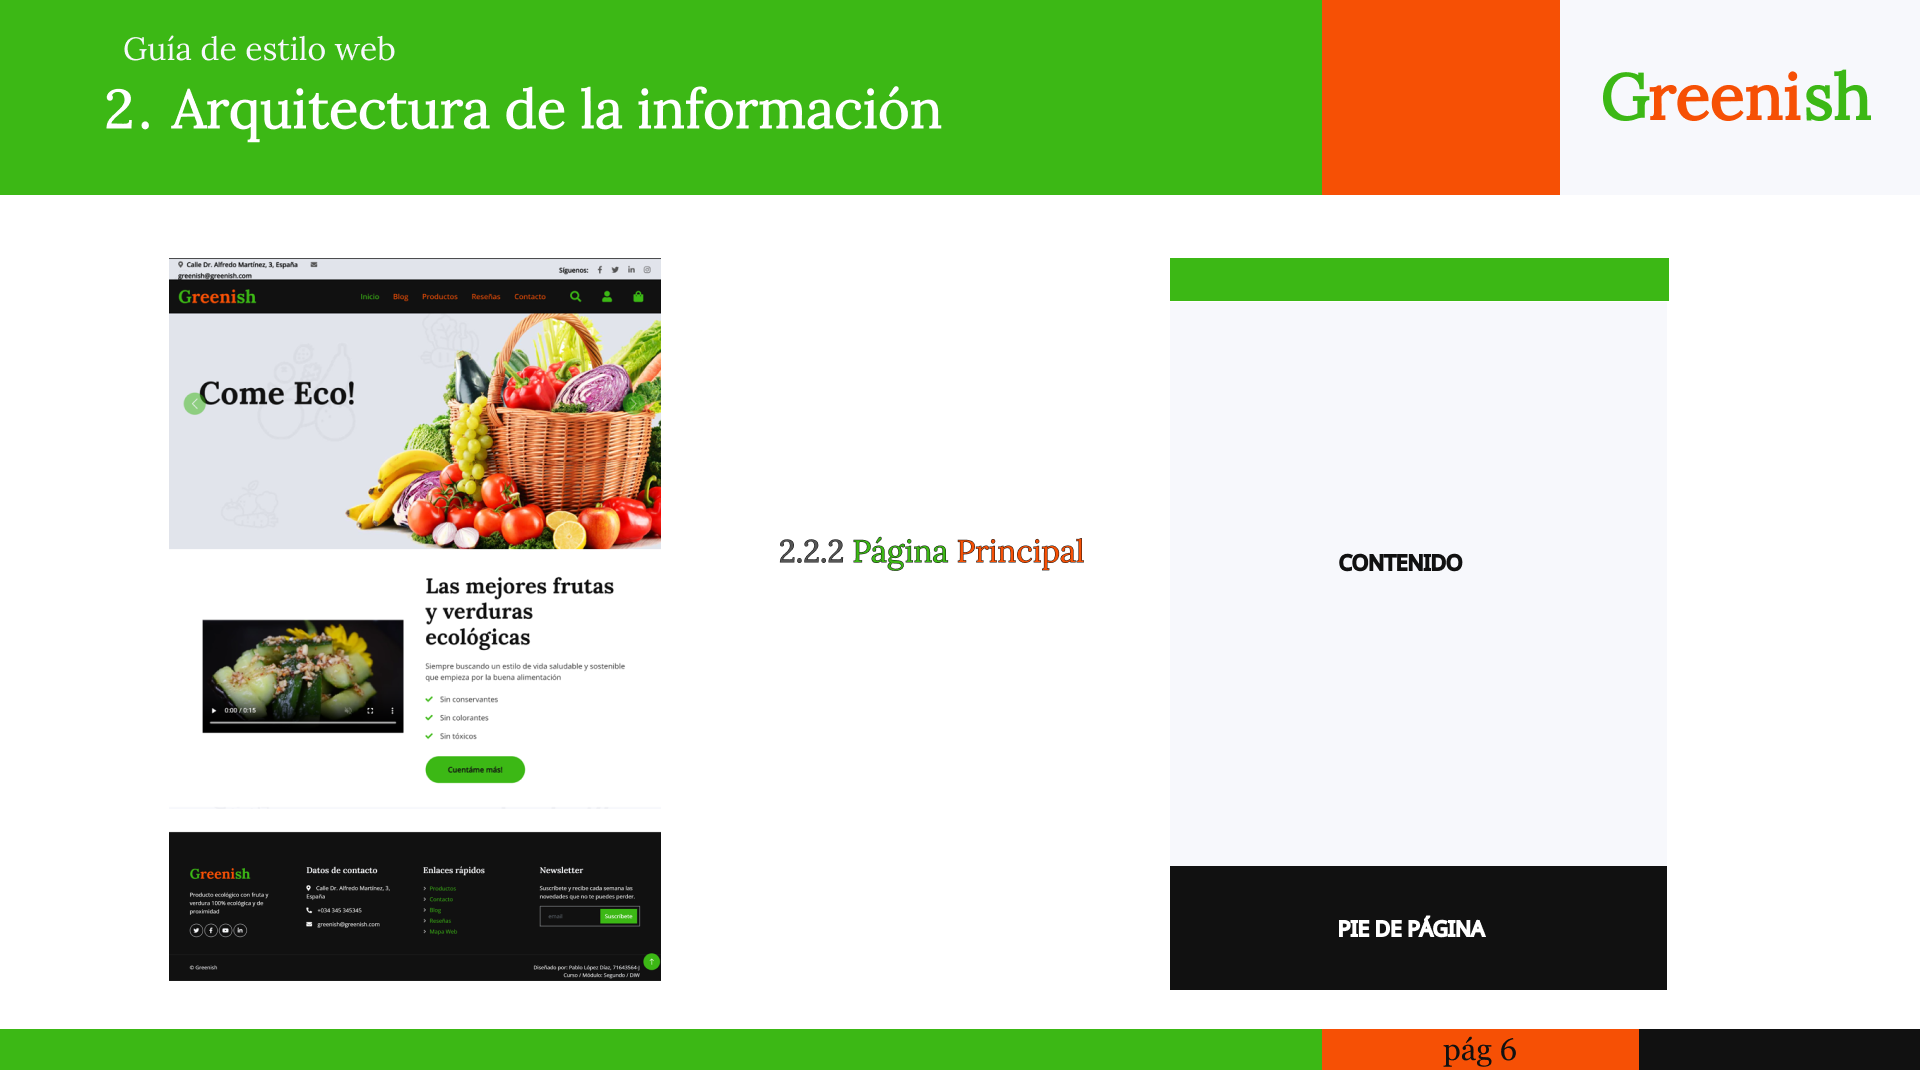 Guía de estilo web
2. Arquitectura de la información
Greenish
Calle Dr. Alfredo Martínez, 3, España
greenish@greenish.com
Síguenos:
Greenish
Inicio Blog Productos Reseñas Contacto
Come Eco!
Las mejores frutas
y verduras
ecológicas
Siempre buscando un estilo de vida saludable y sostenible
que empieza por la buena alimentación
Sin conservantes
Sin colorantes
Sin tóxicos
Cuentáme más!
0:00 / 0:15
Greenish
Producto ecológico con fruta y
verdura 100% ecológica y de
proximidad
Datos de contacto
Calle Dr. Alfredo Martínez, 3,
España
+034 345 345345
greenish@greenish.com
Enlaces rápidos
Productos
Contacto
Blog
Reseñas
Mapa Web
Newsletter
Suscríbete y recibe cada semana las
novedades que no te puedes perder.
email Suscríbete
© Greenish
Diseñado por: Pablo López Díaz, 71643564-J
Curso / Módulo: Segundo / DIW
2.2.2 Página Principal
CONTENIDO
PIE DE PÁGINA
pág 6